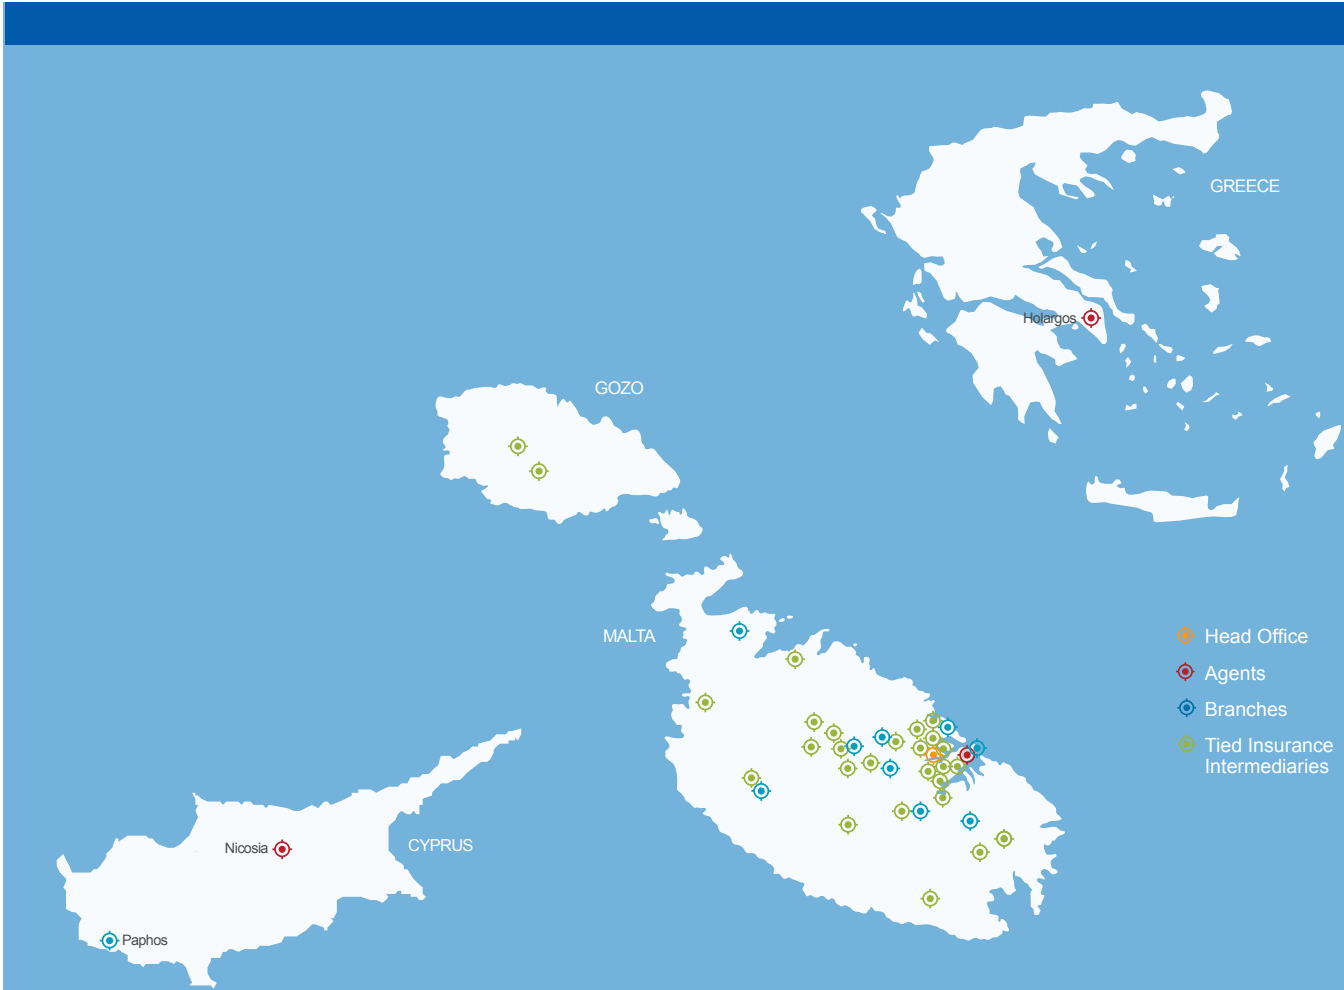 GREECE
Holargos
GOZO
MALTA
Head Office
Agents
Branches
Tied Insurance
Intermediaries
Nicosia
CYPRUS
Paphos